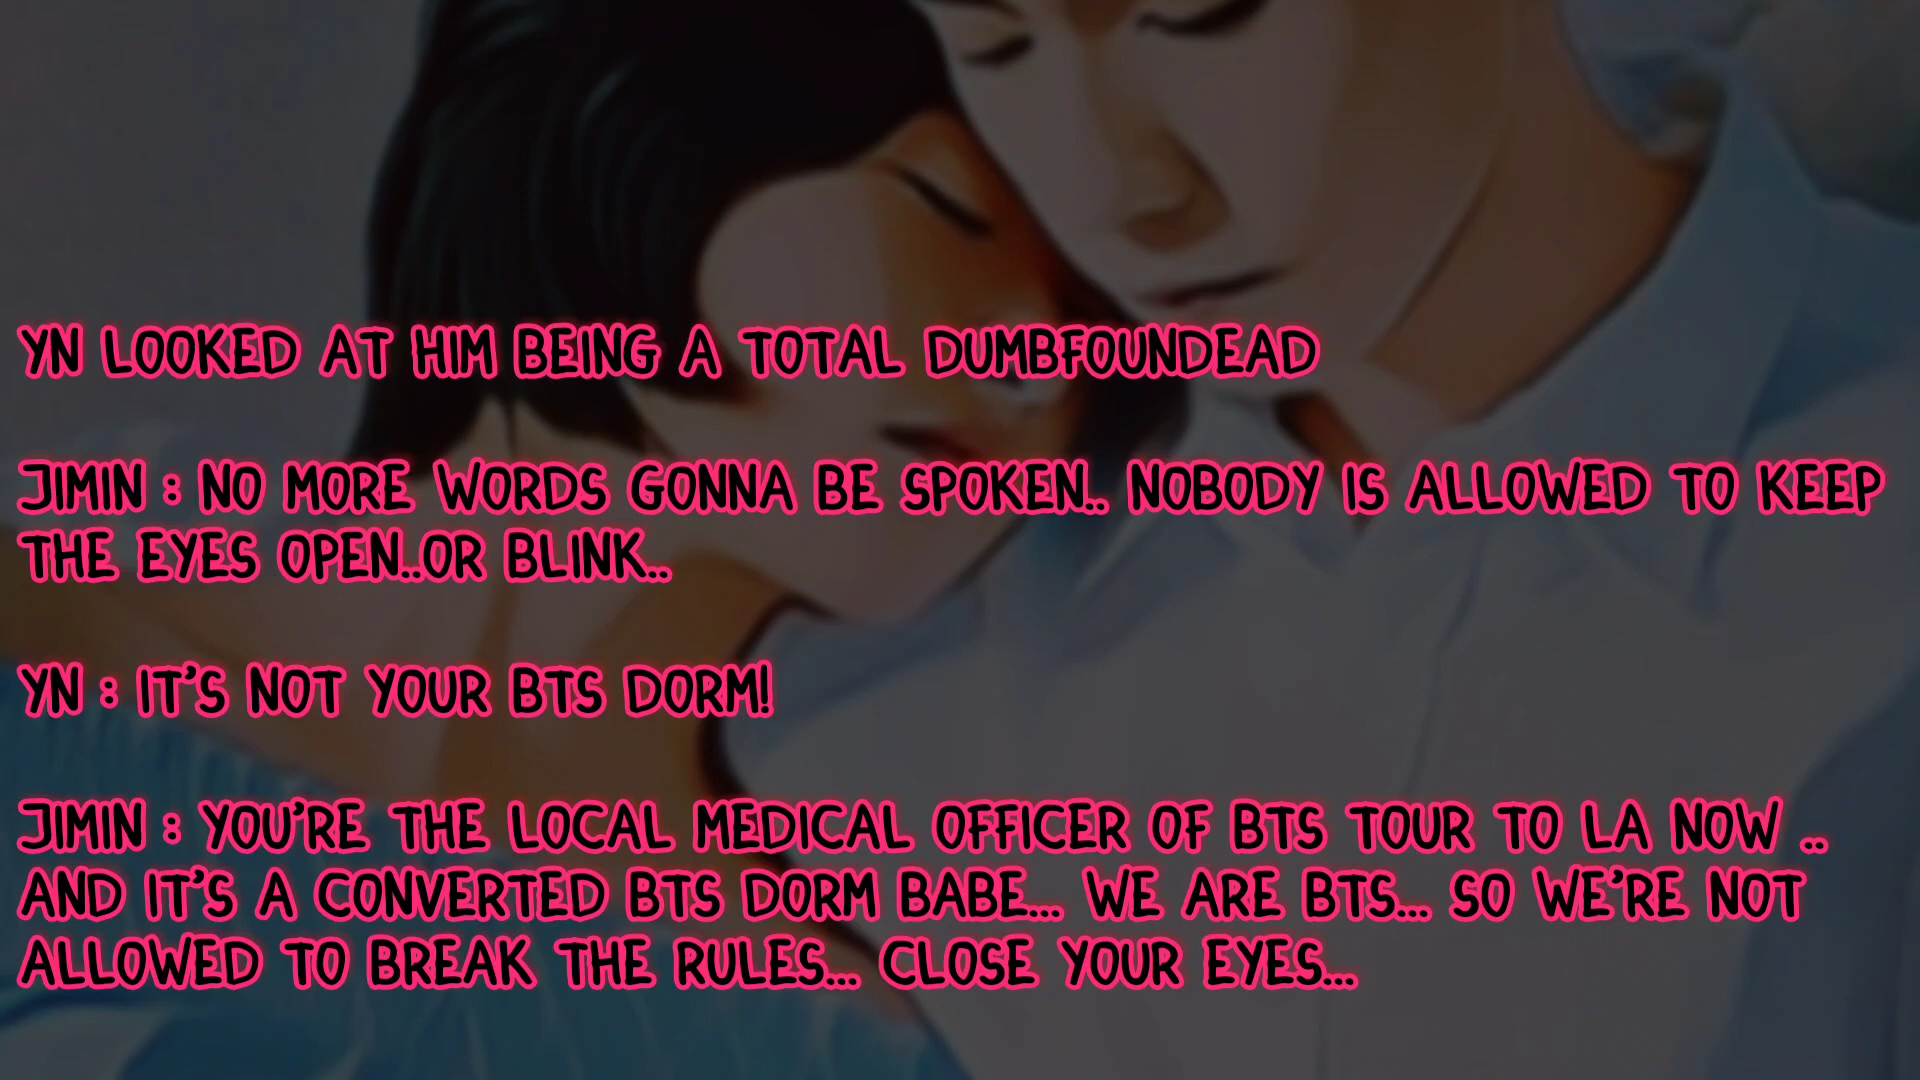 YN LOOKED AT HIM BEING A TOTAL DUMBFOUNDEAD
JIMIN : NO MORE WORDS GONNA BE SPOKEN.. NOBODY IS ALLOWED TO KEEP
THE EYES OPEN..OR BLINK..
YN : IT'S NOT YOUR BTS DORM!
JIMIN : YOU'RE THE LOCAL MEDICAL OFFICER OF BTS TOUR TO LA NOW ..
AND IT'S A CONVERTED BTS DORM BABE... WE ARE BTS... SO WE'RE NOT
ALLOWED TO BREAK THE RULES... CLOSE YOUR EYES...